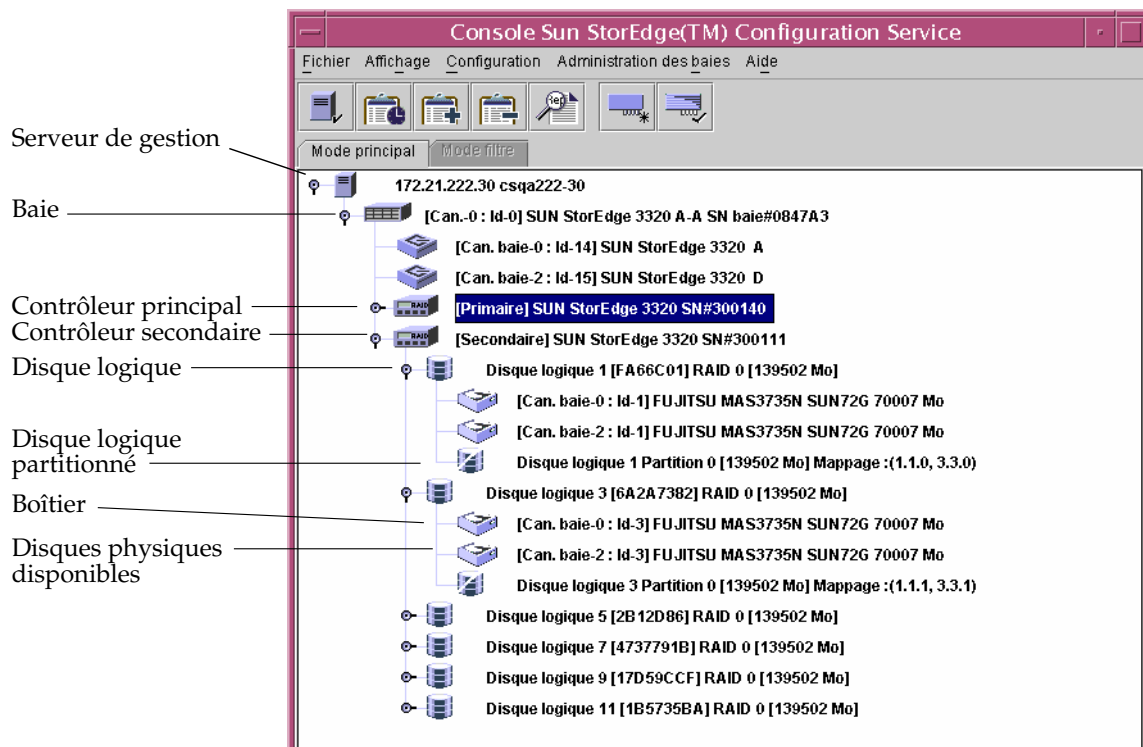 Console Sun StorEdge(TM) Configuration Service
Fichier Affichage Configuration Administration des baies Aide
Rep
Mode principal Mode filtre
Serveur de gestion
172.21.222.30 csqa222-30
Baie
[Can.-0 : Id-0] SUN StorEdge 3320 A-A SN baie#0847A3
[Can. baie-0 : Id-14] SUN StorEdge 3320 A
[Can. baie-2 : Id-15] SUN StorEdge 3320 D
Contrôleur principal
RAID
[Primaire] SUN StorEdge 3320 SN#300140
Contrôleur secondaire
RAID
[Secondaire] SUN StorEdge 3320 SN#300111
Disque logique
Disque logique 1 [FA66C01] RAID 0 [139502 Mo]
[Can. baie-0 : Id-1] FUJITSU MAS3735N SUN72G 70007 Mo
[Can. baie-2 : Id-1] FUJITSU MAS3735N SUN72G 70007 Mo
Disque logique
partitionné
Disque logique 1 Partition 0 [139502 Mo] Mappage :(1.1.0, 3.3.0)
Disque logique 3 [6A2A7382] RAID 0 [139502 Mo]
Boîtier
[Can. baie-0 : Id-3] FUJITSU MAS3735N SUN72G 70007 Mo
Disques physiques
disponibles
[Can. baie-2 : Id-3] FUJITSU MAS3735N SUN72G 70007 Mo
Disque logique 3 Partition 0 [139502 Mo] Mappage :(1.1.1, 3.3.1)
Disque logique 5 [2B12D86] RAID 0 [139502 Mo]
Disque logique 7 [4737791B] RAID 0 [139502 Mo]
Disque logique 9 [17D59CCF] RAID 0 [139502 Mo]
Disque logique 11 [1B5735BA] RAID 0 [139502 Mo]